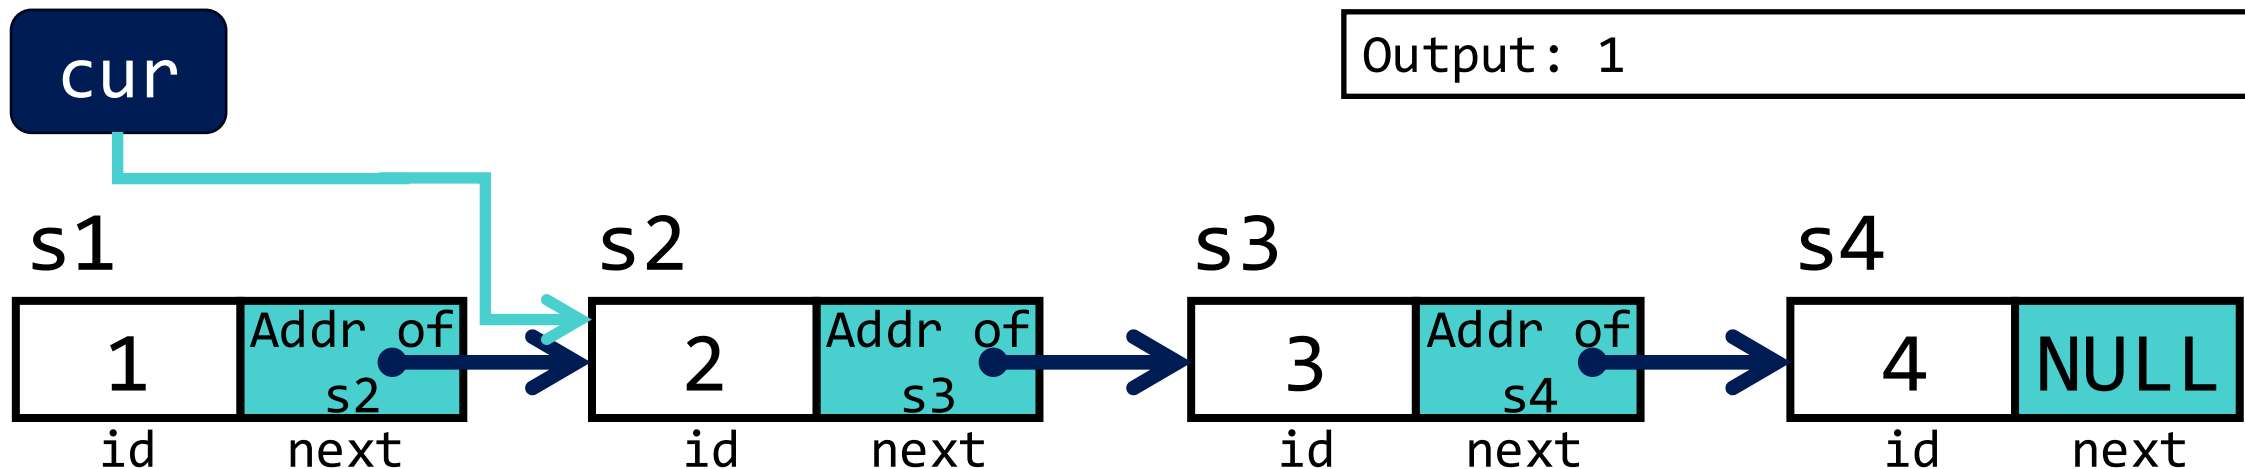 cur
Output: 1
s1
s2
s3
s4
1
Addr of
s2
2
Addr of
s3
3
Addr of
s4
4
NULL
id
next
id
next
id
next
id
next